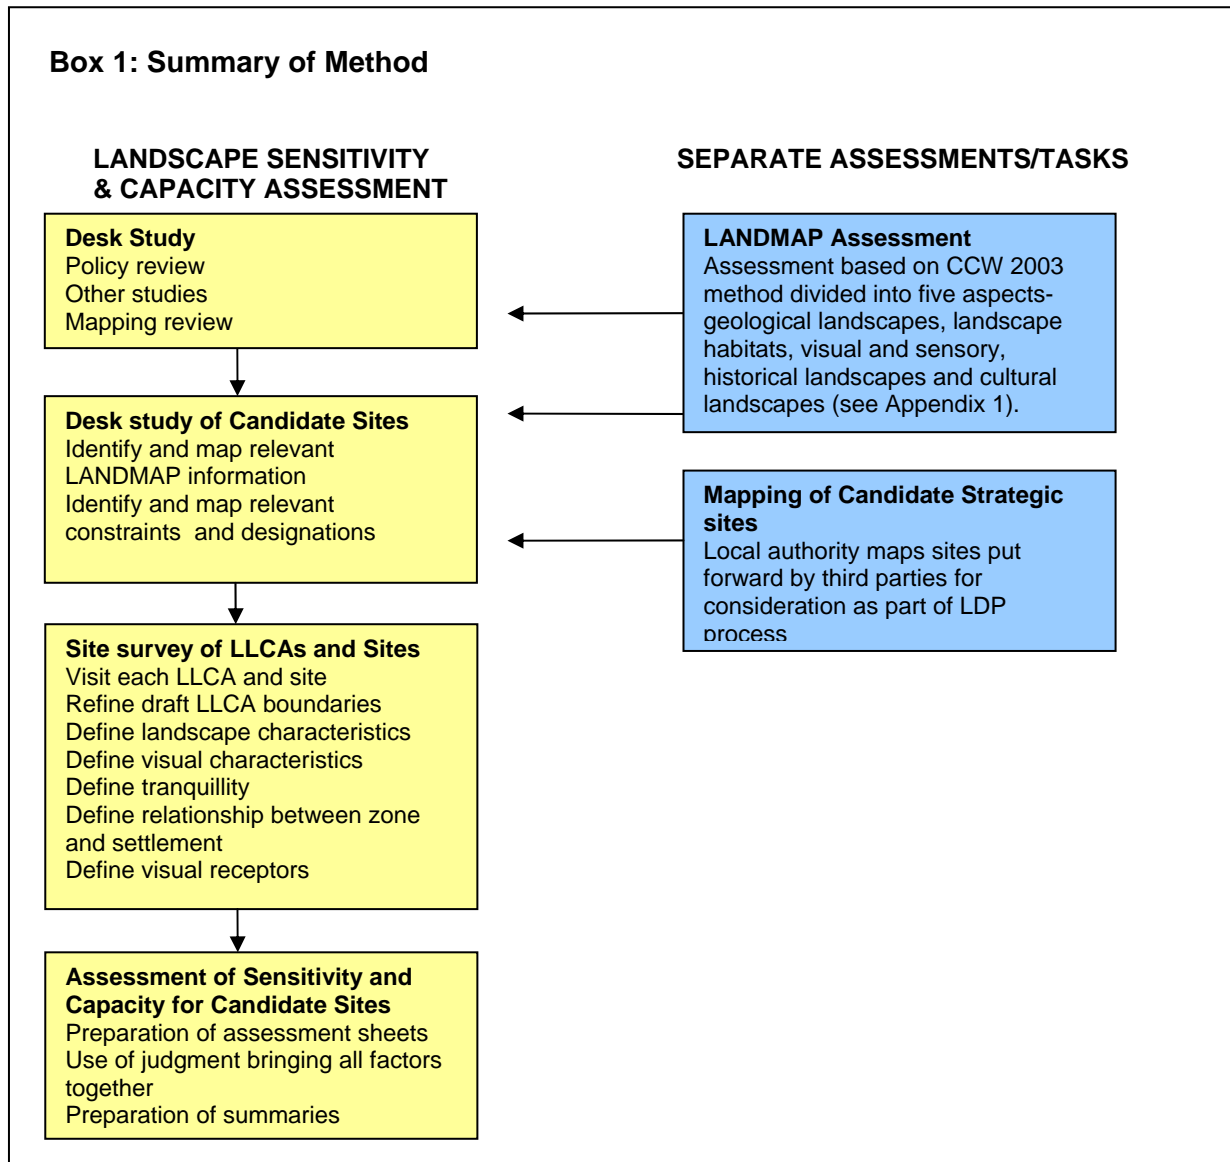 Box 1: Summary of Method
LANDSCAPE SENSITIVITY
& CAPACITY ASSESSMENT
Desk Study
Policy review
Other studies
Mapping review
Desk study of Candidate Sites
Identify and map relevant
LANDMAP information
Identify and map relevant
constraints and designations
Site survey of LLCAs and Sites
Visit each LLCA and site
Refine draft LLCA boundaries
Define landscape characteristics
Define visual characteristics
Define tranquillity
Define relationship between zone
and settlement
Define visual receptors
Assessment of Sensitivity and
Capacity for Candidate Sites
Preparation of assessment sheets
Use of judgment bringing all factors
together
Preparation of summaries
SEPARATE ASSESSMENTS/TASKS
LANDMAP Assessment
Assessment based on CCW 2003
method divided into five aspects-
geological landscapes, landscape
habitats, visual and sensory,
historical landscapes and cultural
landscapes (see Appendix 1).
Mapping of Candidate Strategic
sites
Local authority maps sites put
forward by third parties for
consideration as part of LDP
process